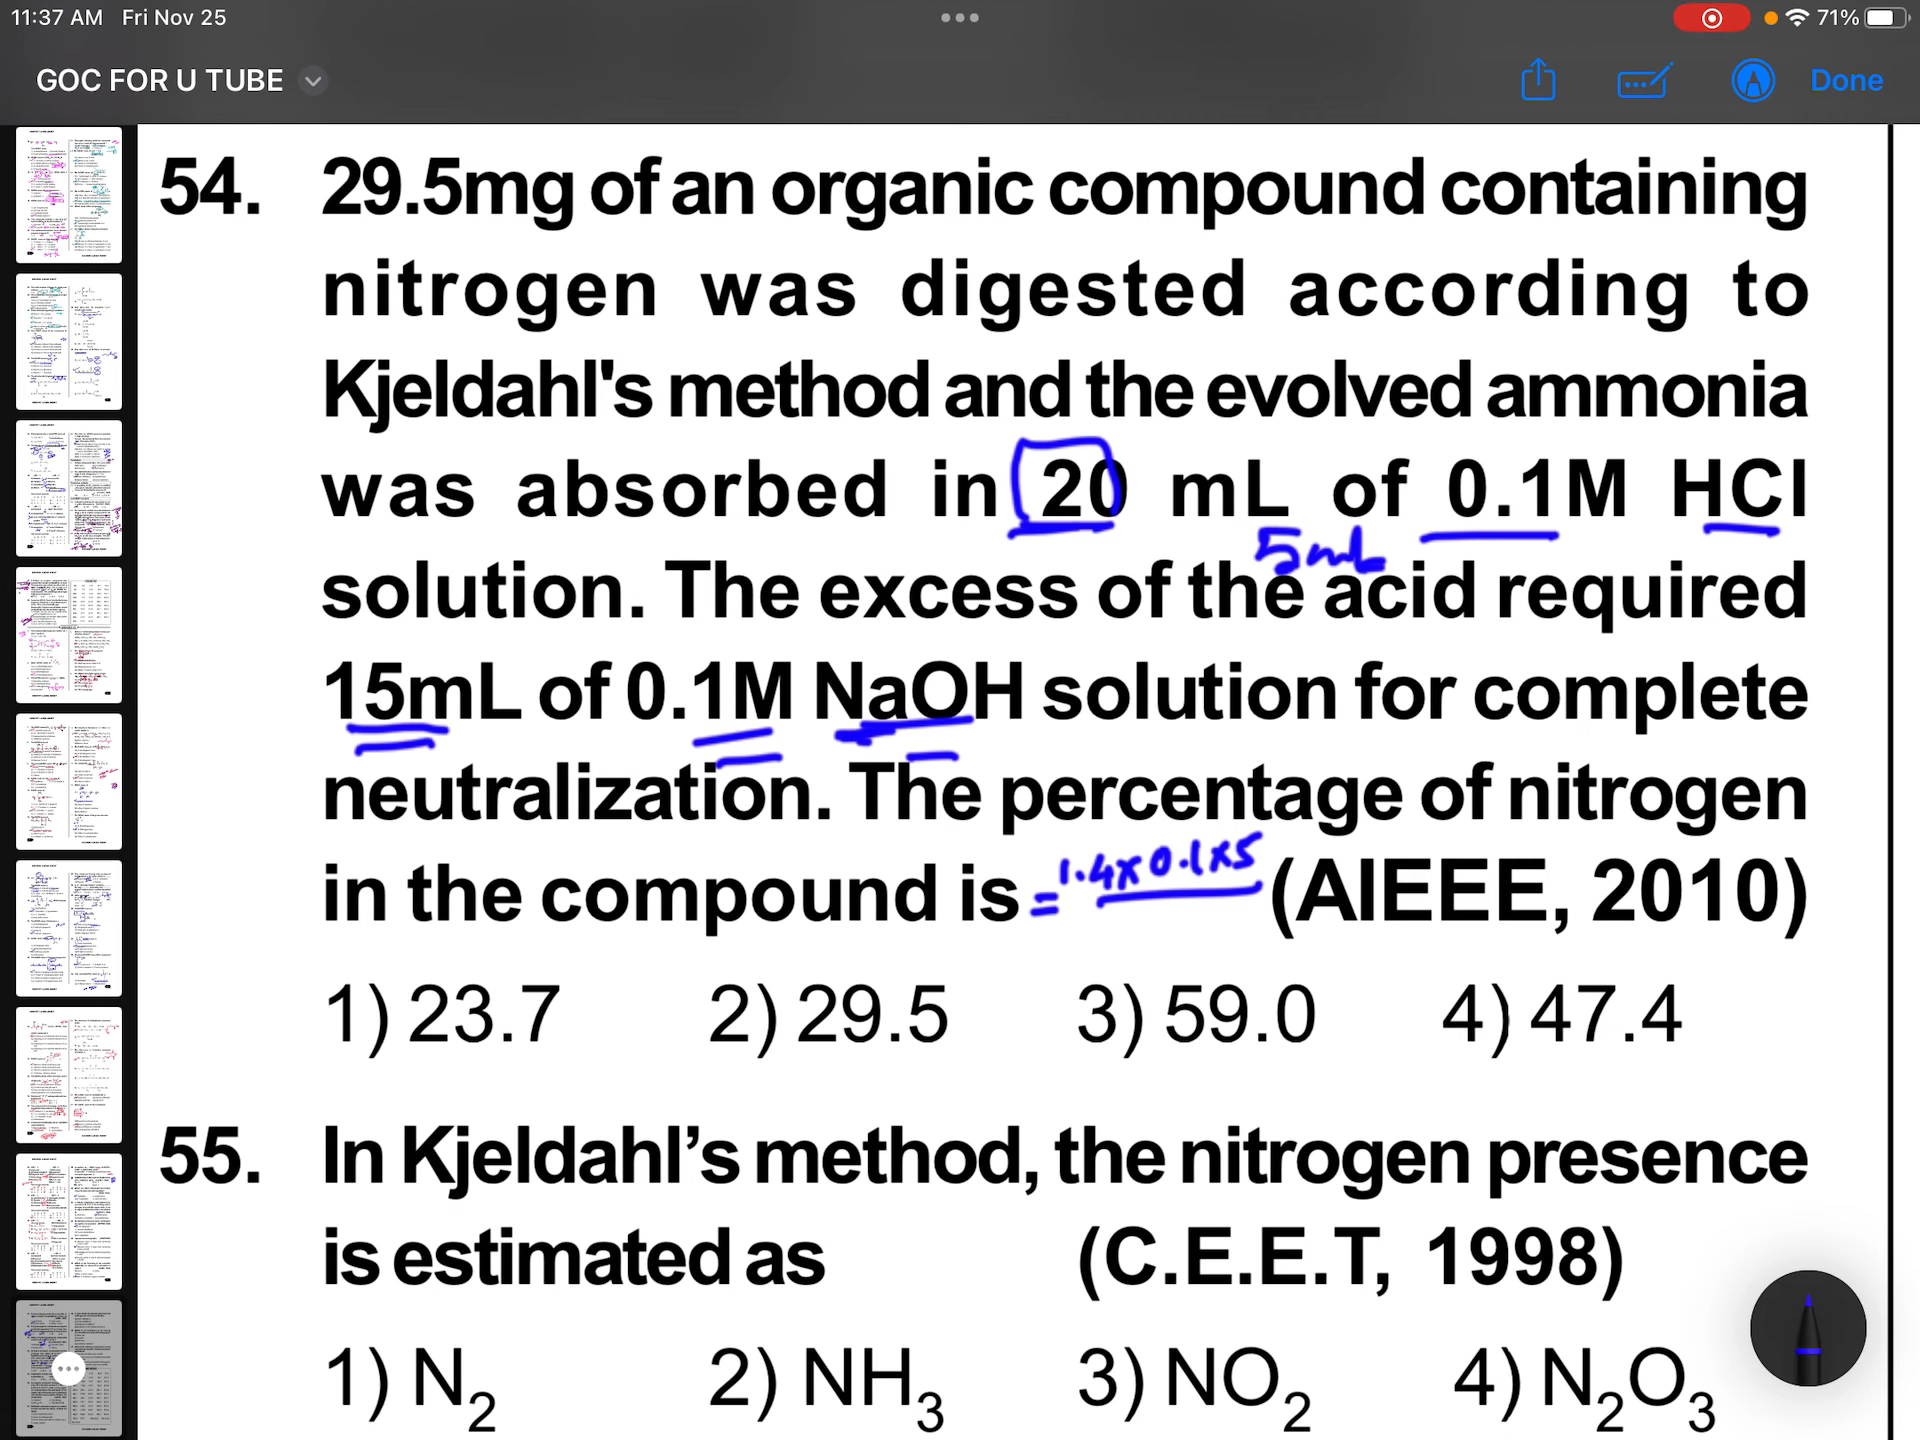 11:37 AM Fri Nov 25
71%
GOC FOR U TUBE
Done
54. 29.5mg of an organic compound containing
nitrogen was digested according to
Kjeldahl's method and the evolved ammonia
was absorbed in 20 mL of 0.1M HCl
5mL
solution. The excess of the acid required
15mL of 0.1M NaOH solution for complete
neutralization. The percentage of nitrogen
in the compound is = 1.4x0.1x5 (AIEEE, 2010)
1) 23.7 2) 29.5 3) 59.0 4) 47.4
55. In Kjeldahl’s method, the nitrogen presence
is estimated as (C.E.E.T, 1998)
1) N₂ 2) NH₃ 3) NO₂ 4) N₂O₃